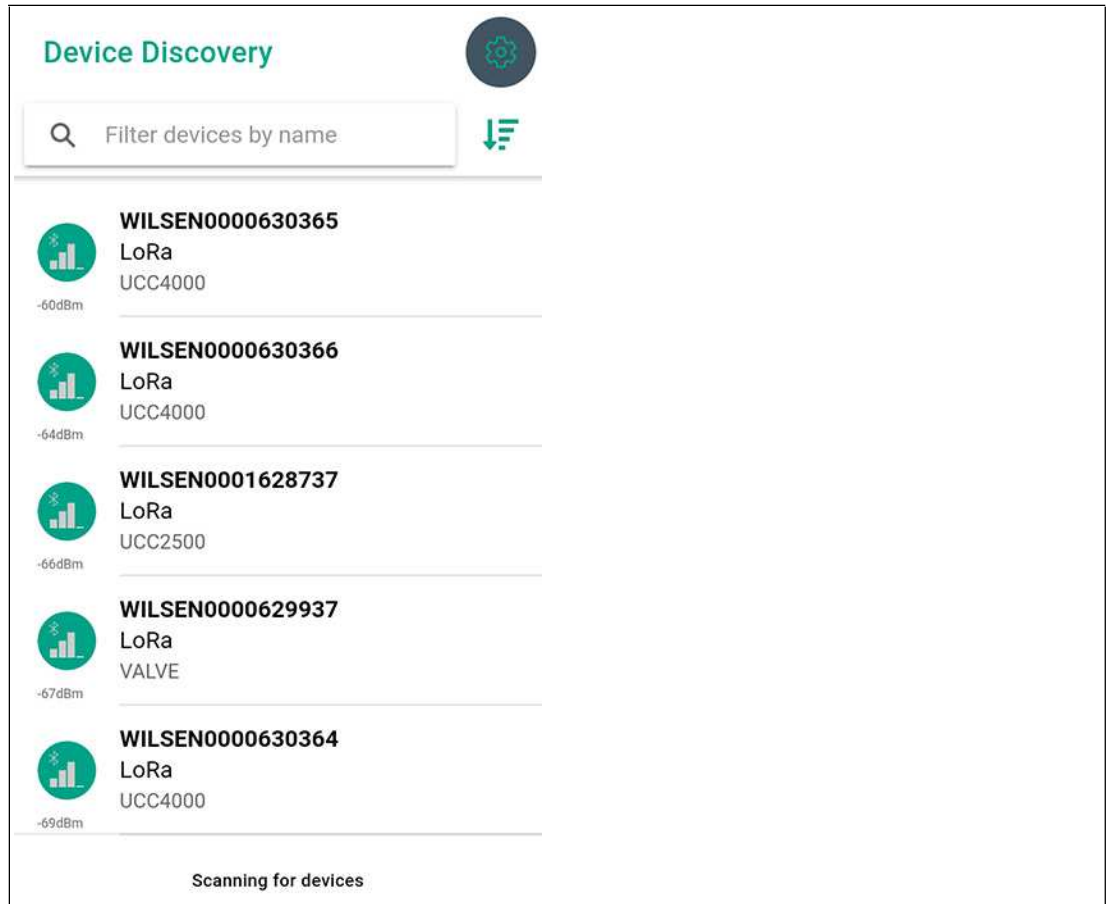 Device Discovery
Filter devices by name
WILSEN0000630365
LoRa
UCC4000
-60dBm
WILSEN0000630366
LoRa
UCC4000
-64dBm
WILSEN0001628737
LoRa
UCC2500
-66dBm
WILSEN0000629937
LoRa
VALVE
-67dBm
WILSEN0000630364
LoRa
UCC4000
-69dBm
Scanning for devices